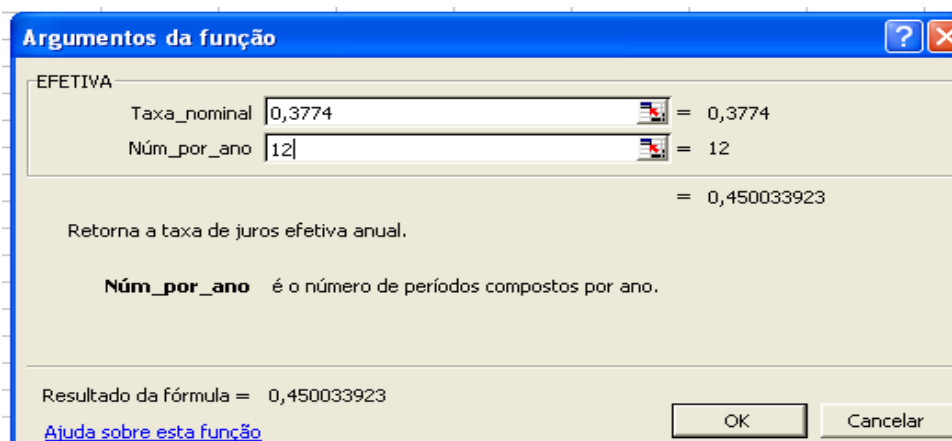 Argumentos da função
EFETIVA
Taxa_nominal 0,3774 = 0,3774
Núm_por_ano 12 = 12
= 0,450033923
Retorna a taxa de juros efetiva anual.
Núm_por_ano é o número de períodos compostos por ano.
Resultado da fórmula = 0,450033923
Ajuda sobre esta função
OK Cancelar